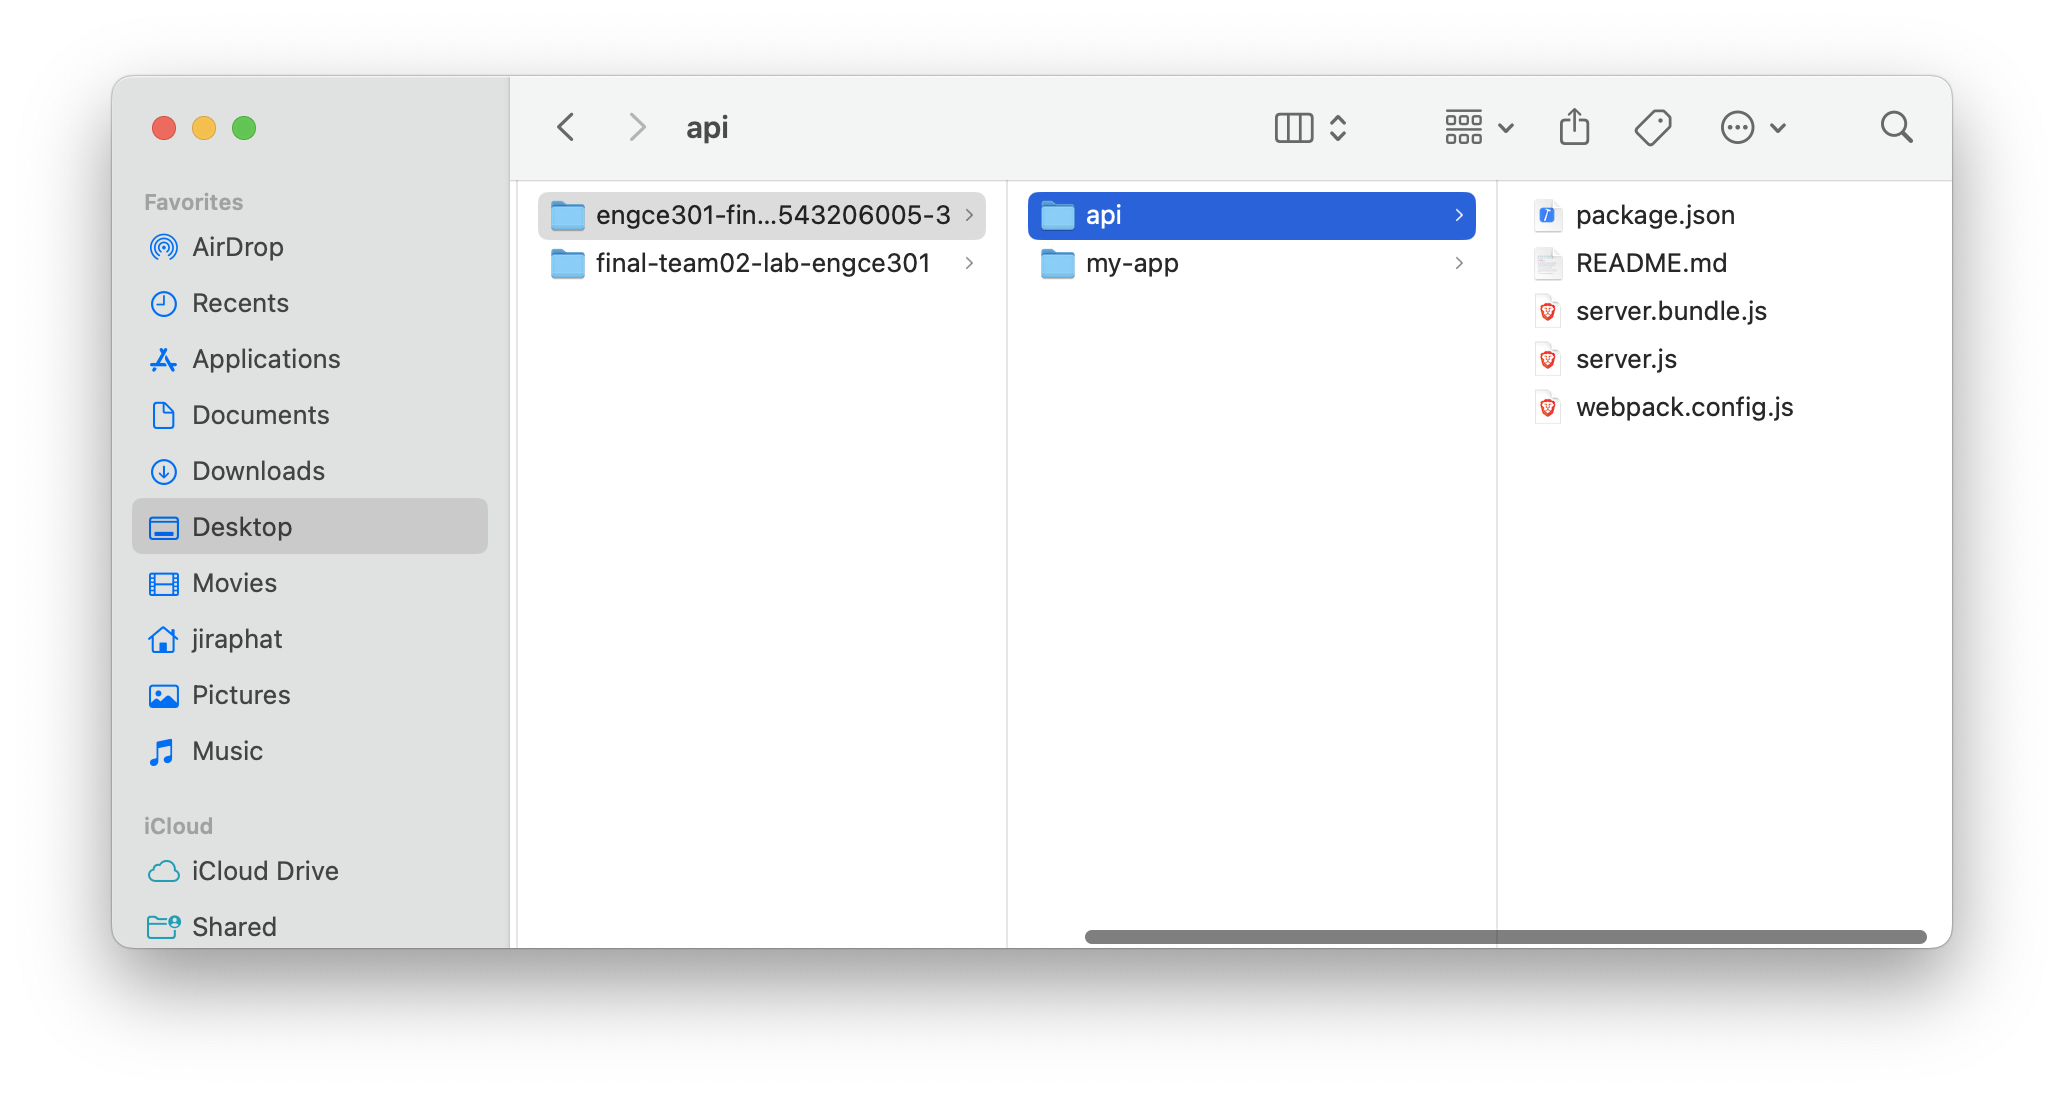 api
Favorites
AirDrop
Recents
Applications
Documents
Downloads
Desktop
Movies
jiraphat
Pictures
Music
iCloud
iCloud Drive
Shared
engce301-fin...543206005-3
final-team02-lab-engce301
api
my-app
package.json
README.md
server.bundle.js
server.js
webpack.config.js